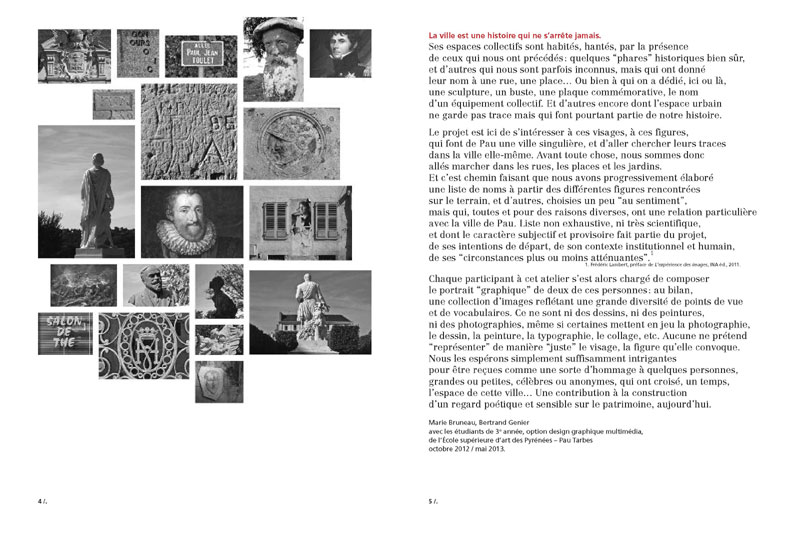 ALLÉE
PAUL JEAN
TOULET
DE
A
SALON
DE
THÉ
4 /.
La ville est une histoire qui ne s’arrête jamais.
Ses espaces collectifs sont habités, hantés, par la présence
de ceux qui nous ont précédés : quelques “phares” historiques bien sûr,
et d’autres qui nous sont parfois inconnus, mais qui ont donné
leur nom à une rue, une place… Ou bien à qui on a dédié, ici ou là,
une sculpture, un buste, une plaque commémorative, le nom
d’un équipement collectif. Et d’autres encore dont l’espace urbain
ne garde pas trace mais qui font pourtant partie de notre histoire.
Le projet est ici de s’intéresser à ces visages, à ces figures,
qui font de Pau une ville singulière, et d’aller chercher leurs traces
dans la ville elle-même. Avant toute chose, nous sommes donc
allés marcher dans les rues, les places et les jardins.
Et c’est chemin faisant que nous avons progressivement élaboré
une liste de noms à partir des différentes figures rencontrées
sur le terrain, et d’autres, choisies un peu “au sentiment”,
mais qui, toutes et pour des raisons diverses, ont une relation particulière
avec la ville de Pau. Liste non exhaustive, ni très scientifique,
et dont le caractère subjectif et provisoire fait partie du projet,
de ses intentions de départ, de son contexte institutionnel et humain,
de ses “circonstances plus ou moins atténuantes”.1
1. Frédéric Lambert, préface de L’expérience des images, INA éd., 2011.
Chaque participant à cet atelier s’est alors chargé de composer
le portrait “graphique” de deux de ces personnes : au bilan,
une collection d’images reflétant une grande diversité de points de vue
et de vocabulaires. Ce ne sont ni des dessins, ni des peintures,
ni des photographies, même si certaines mettent en jeu la photographie,
le dessin, la peinture, la typographie, le collage, etc. Aucune ne prétend
“représenter” de manière “juste” le visage, la figure qu’elle convoque.
Nous les espérons simplement suffisamment intrigantes
pour être reçues comme une sorte d’hommage à quelques personnes,
grandes ou petites, célèbres ou anonymes, qui ont croisé, un temps,
l’espace de cette ville… Une contribution à la construction
d’un regard poétique et sensible sur le patrimoine, aujourd’hui.
Marie Bruneau, Bertrand Genier
avec les étudiants de 3e année, option design graphique multimédia,
de l’École supérieure d’art des Pyrénées – Pau Tarbes
octobre 2012 / mai 2013.
5 /.